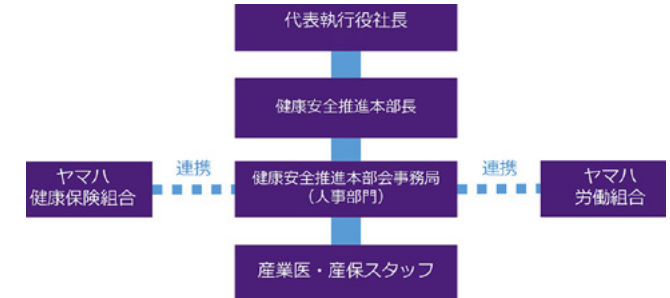 代表執行役社長
健康安全推進本部長
ヤマハ
健康保険組合
連携
健康安全推進本部会事務局
（人事部門）
連携
ヤマハ
労働組合
産業医・産保スタッフ